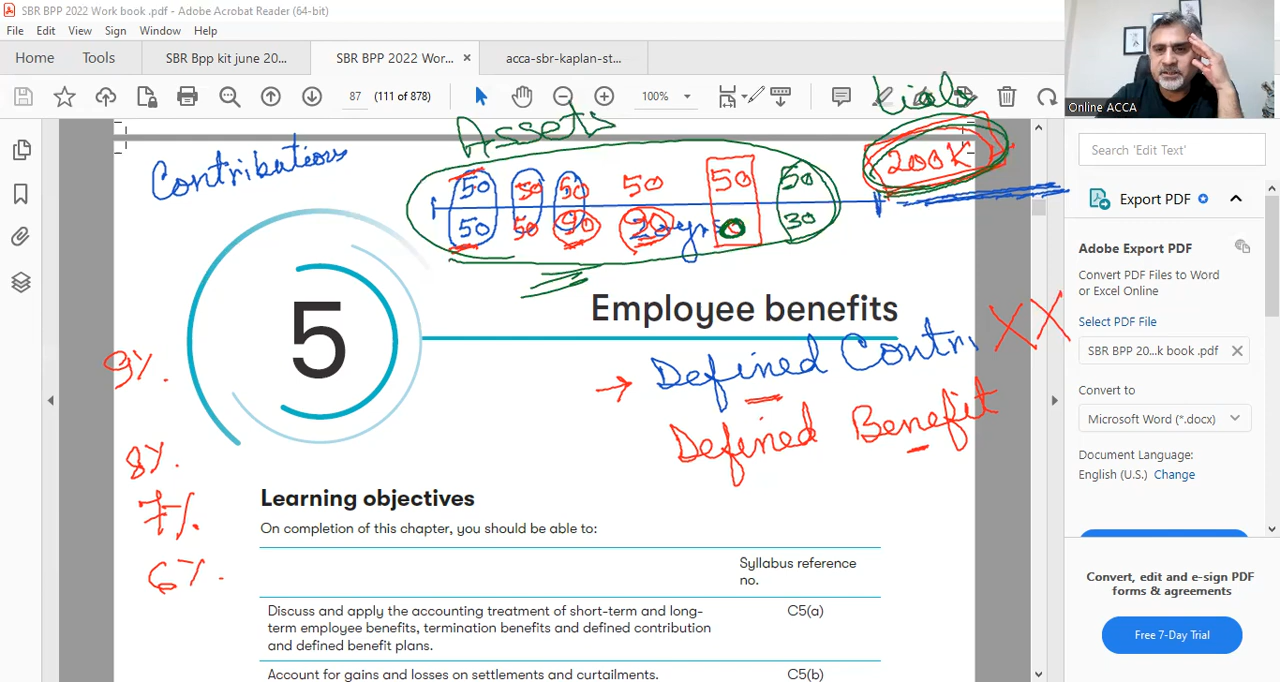 SBR BPP 2022 Work book .pdf - Adobe Acrobat Reader (64-bit)
File Edit View Sign Window Help
Home Tools SBR Bpp kit june 20... SBR BPP 2022 Wor... acca-sbr-kaplan-st...
87 (111 of 878) 100%
Online ACCA
Assets
Contributions
50 50 50 50 50 50
200K
50 50 30
5
Employee benefits
Defined Contri XX
Defined Benefit
9%.
8%.
7%.
6%.
Learning objectives
On completion of this chapter, you should be able to:
Syllabus reference
no.
Discuss and apply the accounting treatment of short-term and long-
term employee benefits, termination benefits and defined contribution
and defined benefit plans.
C5(a)
Account for gains and losses on settlements and curtailments. C5(b)
Search 'Edit Text'
Export PDF
Adobe Export PDF
Convert PDF Files to Word
or Excel Online
Select PDF File
SBR BPP 20...k book .pdf
Convert to
Microsoft Word (*.docx)
Document Language:
English (U.S.) Change
Convert, edit and e-sign PDF
forms & agreements
Free 7-Day Trial